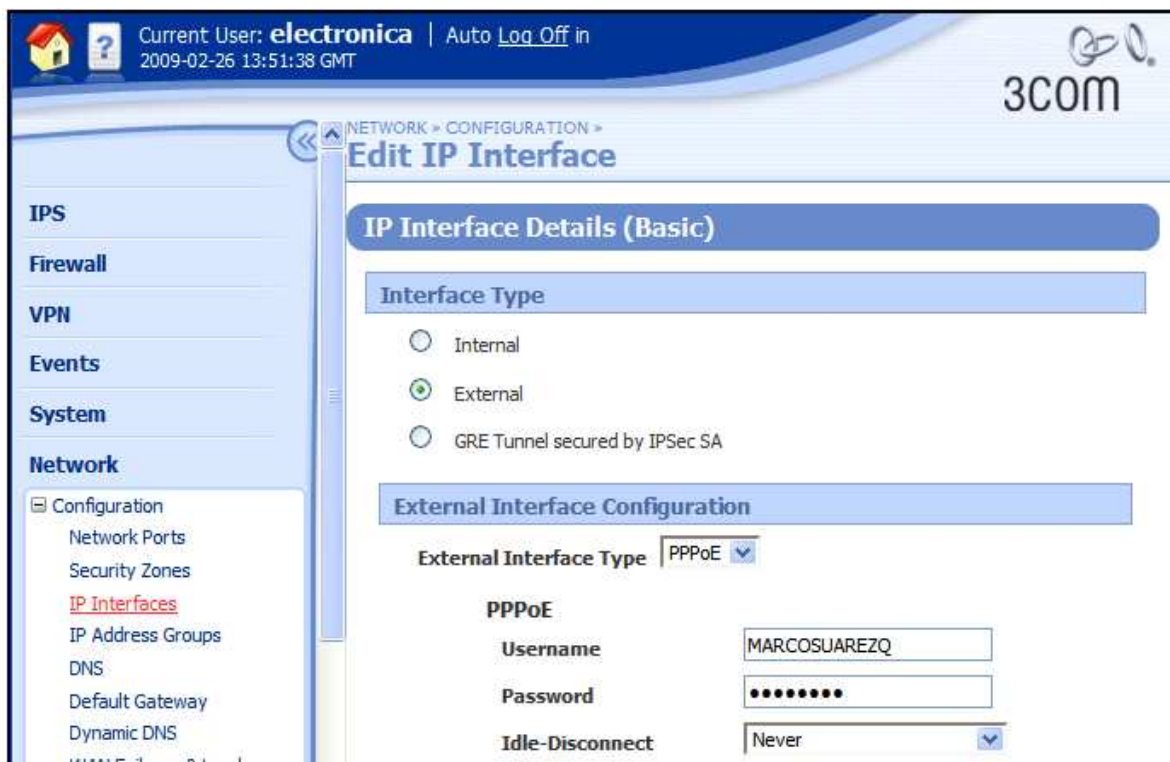 Current User: electronica | Auto Log Off in
2009-02-26 13:51:38 GMT
3COM
NETWORK > CONFIGURATION >
Edit IP Interface
IPS
Firewall
VPN
Events
System
Network
Configuration
Network Ports
Security Zones
IP Interfaces
IP Address Groups
DNS
Default Gateway
Dynamic DNS
IP Interface Details (Basic)
Interface Type
Internal
External
GRE Tunnel secured by IPSec SA
External Interface Configuration
External Interface Type PPPoE
PPPoE
Username MARCOSUAREZQ
Password ••••••••
Idle-Disconnect Never